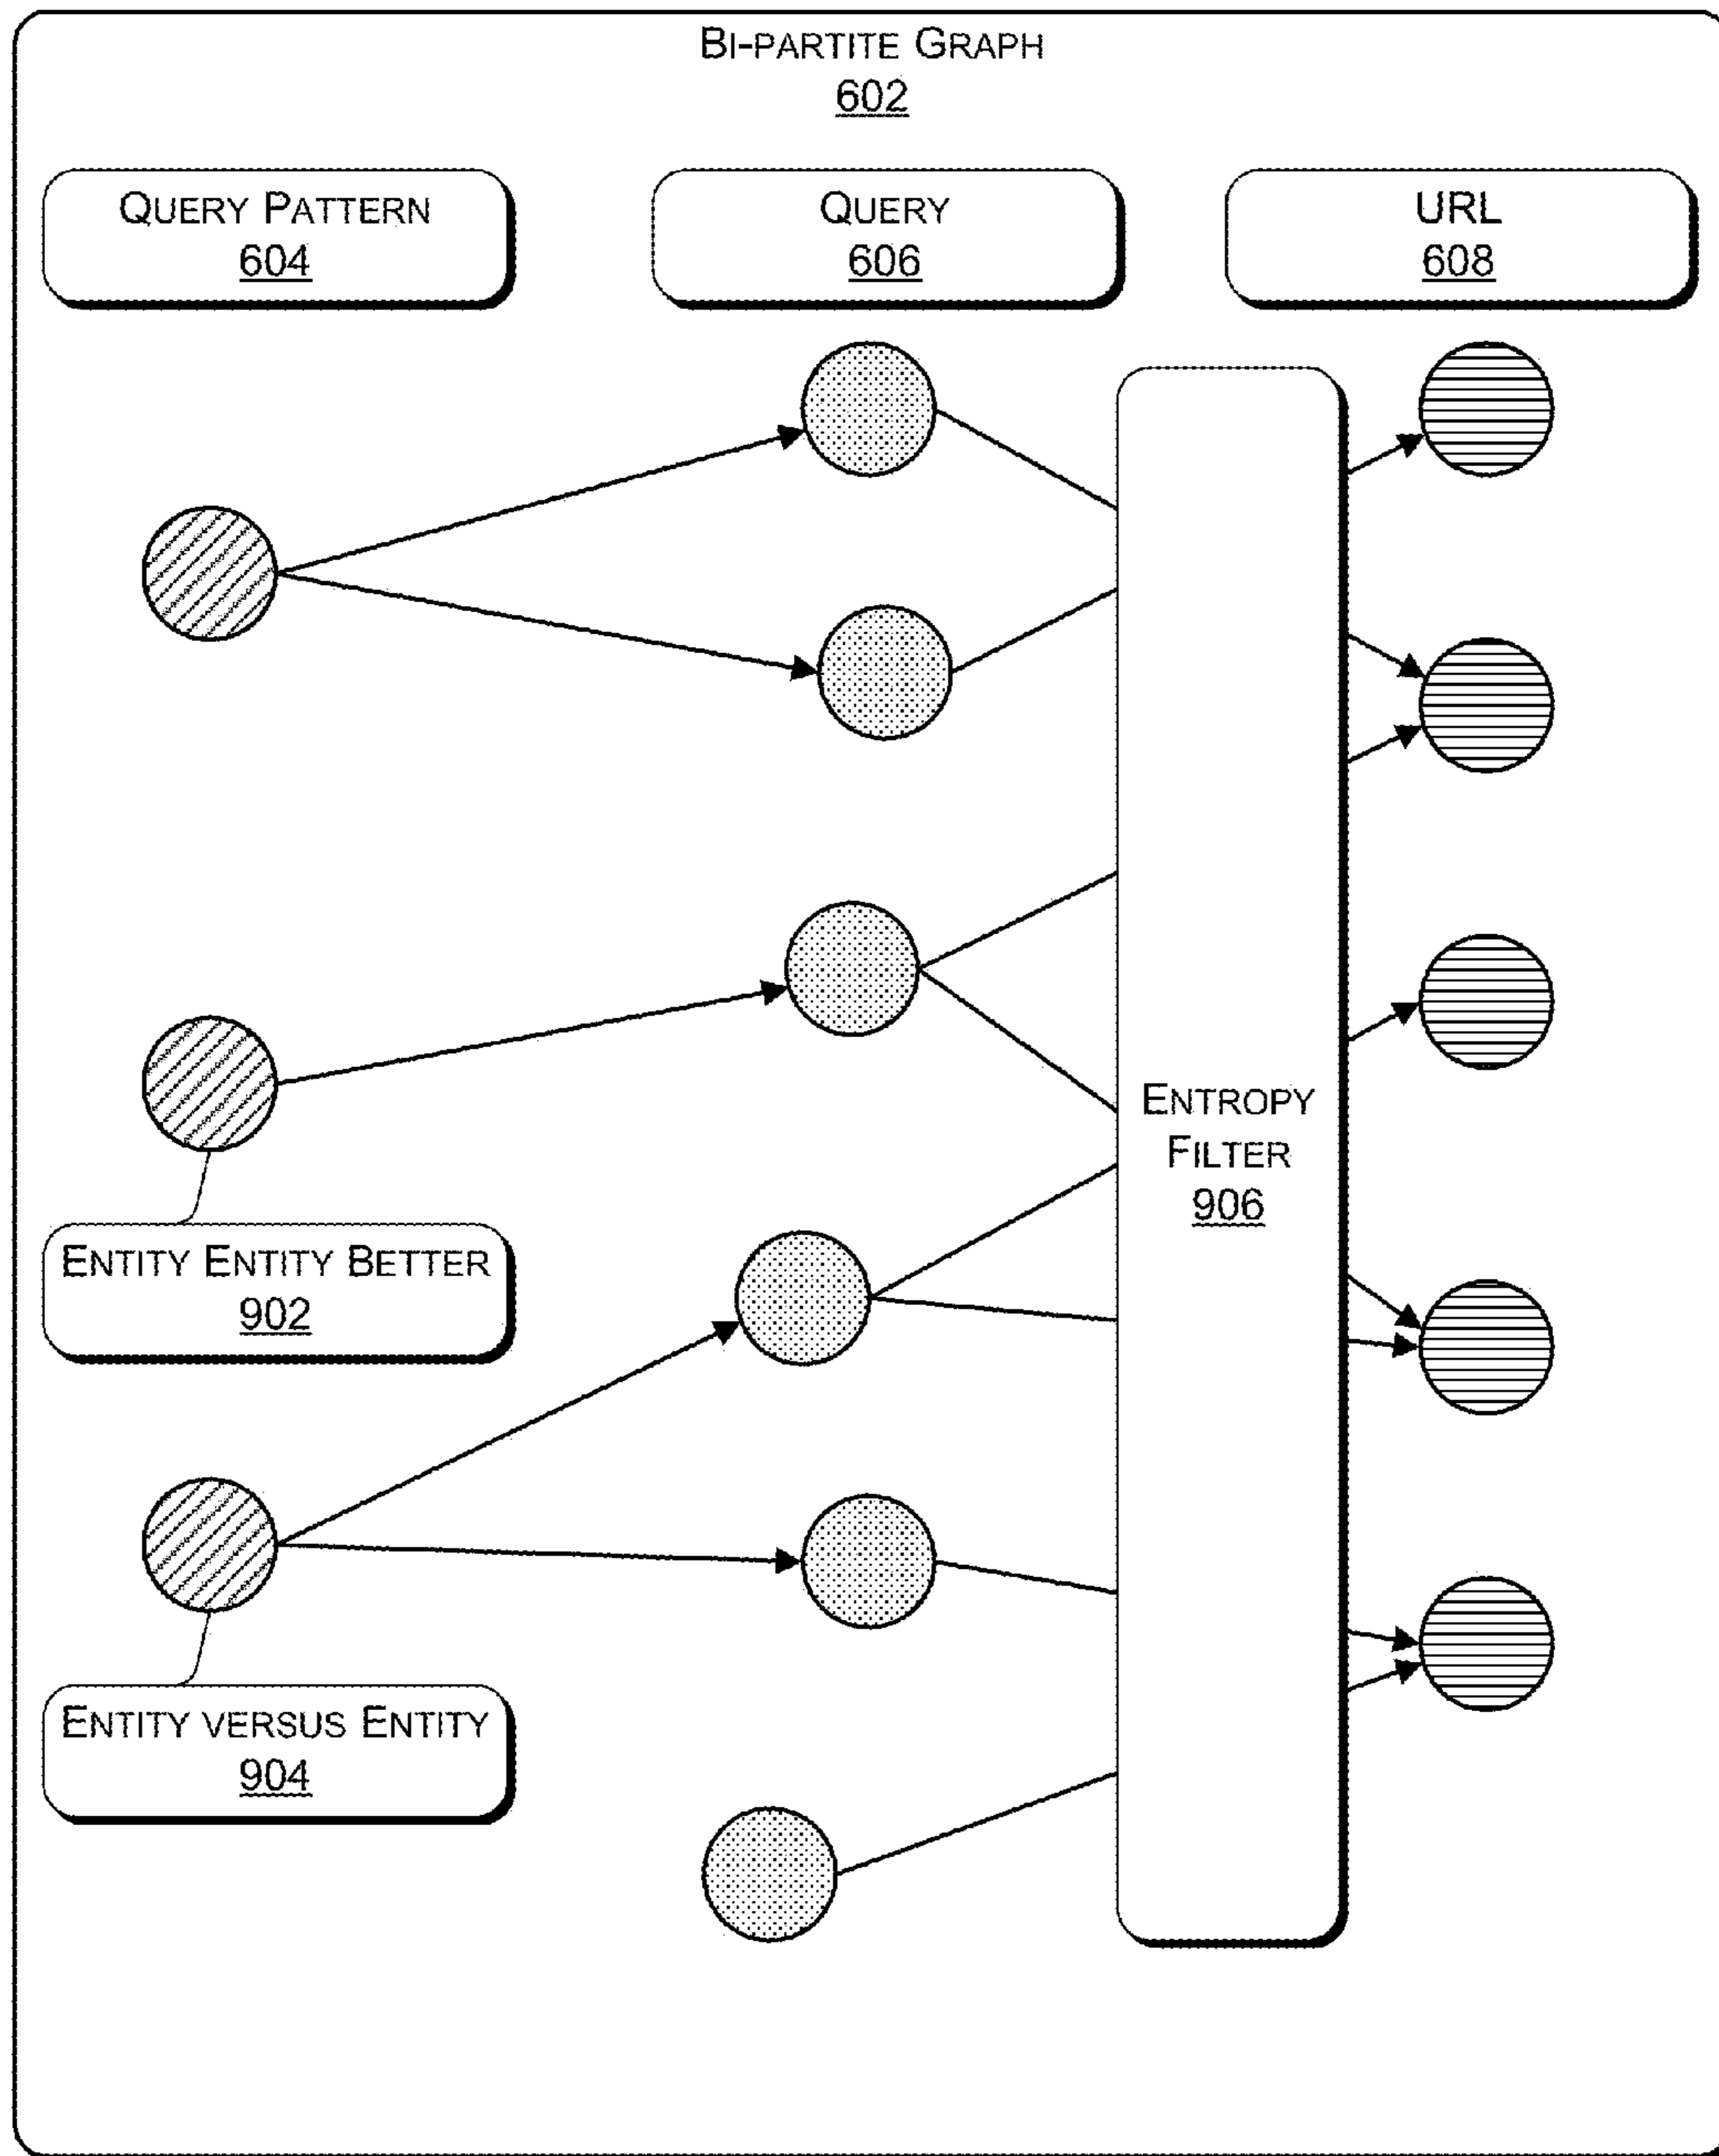 BI-PARTITE GRAPH
602
QUERY PATTERN
604
QUERY
606
URL
608
ENTROPY
FILTER
906
ENTITY ENTITY BETTER
902
ENTITY VERSUS ENTITY
904